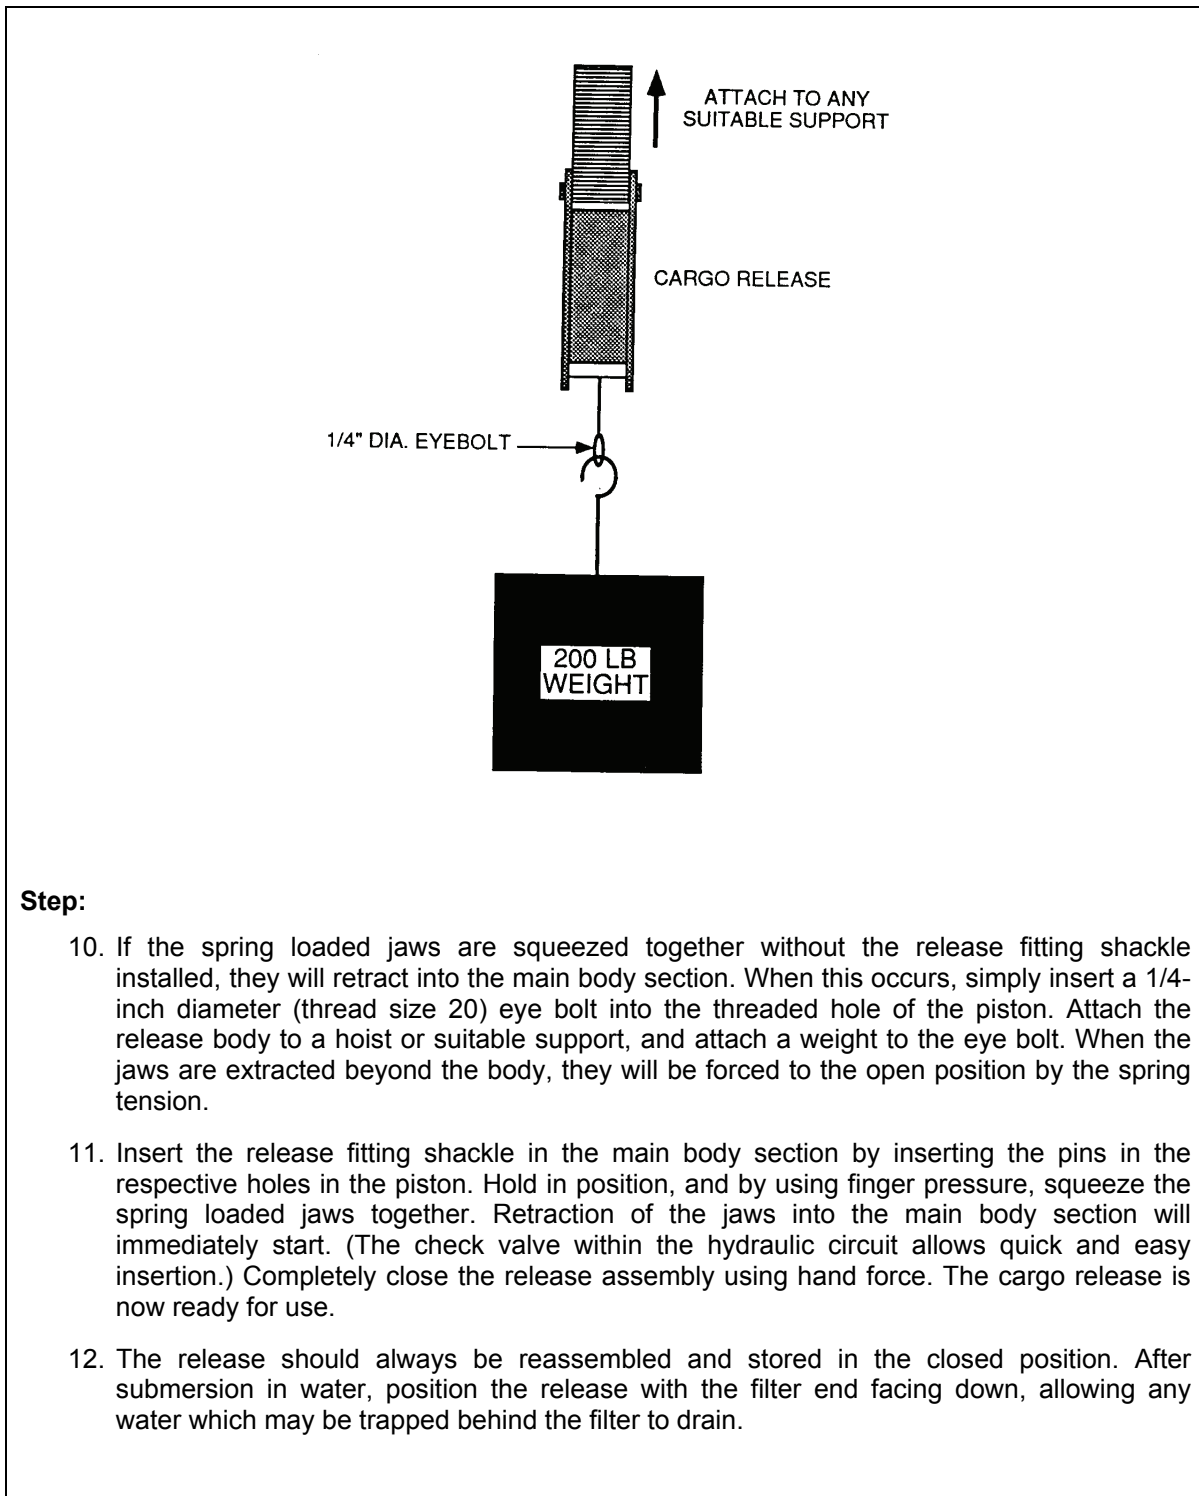 ATTACH TO ANY
SUITABLE SUPPORT
CARGO RELEASE
1/4" DIA. EYEBOLT
200 LB
WEIGHT
Step:
10. If the spring loaded jaws are squeezed together without the release fitting shackle
installed, they will retract into the main body section. When this occurs, simply insert a 1/4-
inch diameter (thread size 20) eye bolt into the threaded hole of the piston. Attach the
release body to a hoist or suitable support, and attach a weight to the eye bolt. When the
jaws are extracted beyond the body, they will be forced to the open position by the spring
tension.
11. Insert the release fitting shackle in the main body section by inserting the pins in the
respective holes in the piston. Hold in position, and by using finger pressure, squeeze the
spring loaded jaws together. Retraction of the jaws into the main body section will
immediately start. (The check valve within the hydraulic circuit allows quick and easy
insertion.) Completely close the release assembly using hand force. The cargo release is
now ready for use.
12. The release should always be reassembled and stored in the closed position. After
submersion in water, position the release with the filter end facing down, allowing any
water which may be trapped behind the filter to drain.